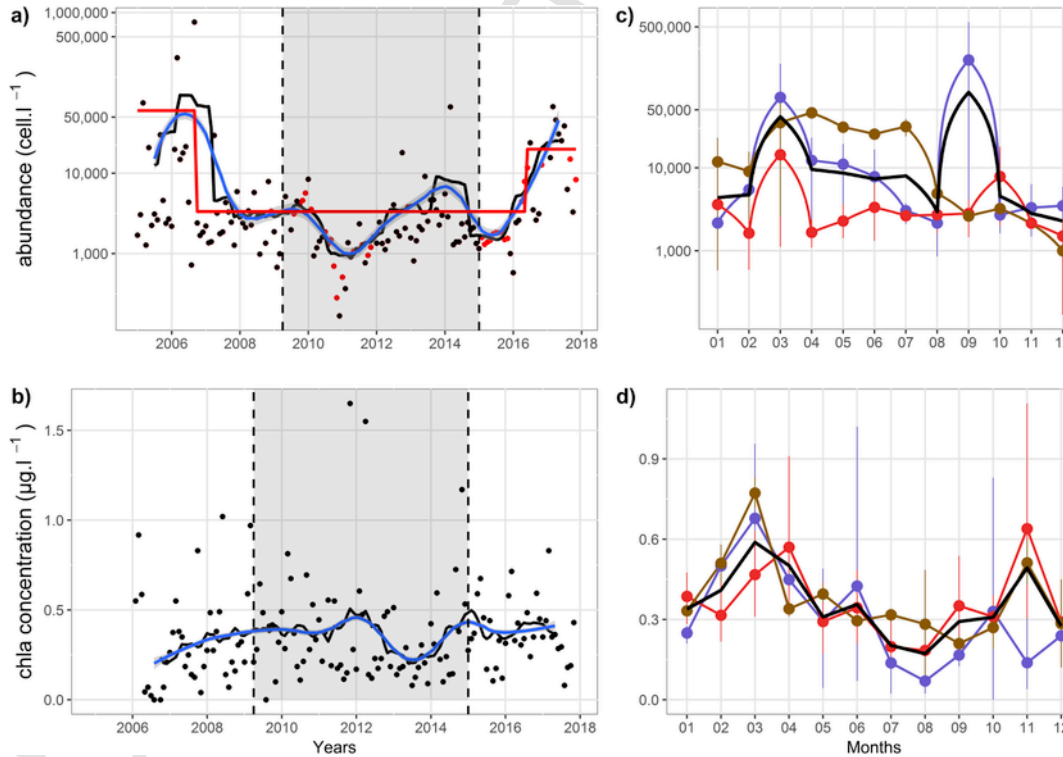 a)
abundance (cell.l⁻¹)
1,000,000
500,000
50,000
10,000
1,000
2006 2008 2010 2012 2014 2016 2018
c)
500,000
50,000
10,000
1,000
01 02 03 04 05 06 07 08 09 10 11 1
b)
chla concentration (μg.l⁻¹)
1.5
1.0
0.5
0.0
2006 2008 2010 2012 2014 2016
Years
d)
0.9
0.6
0.3
0.0
01 02 03 04 05 06 07 08 09 10 11 1
Months